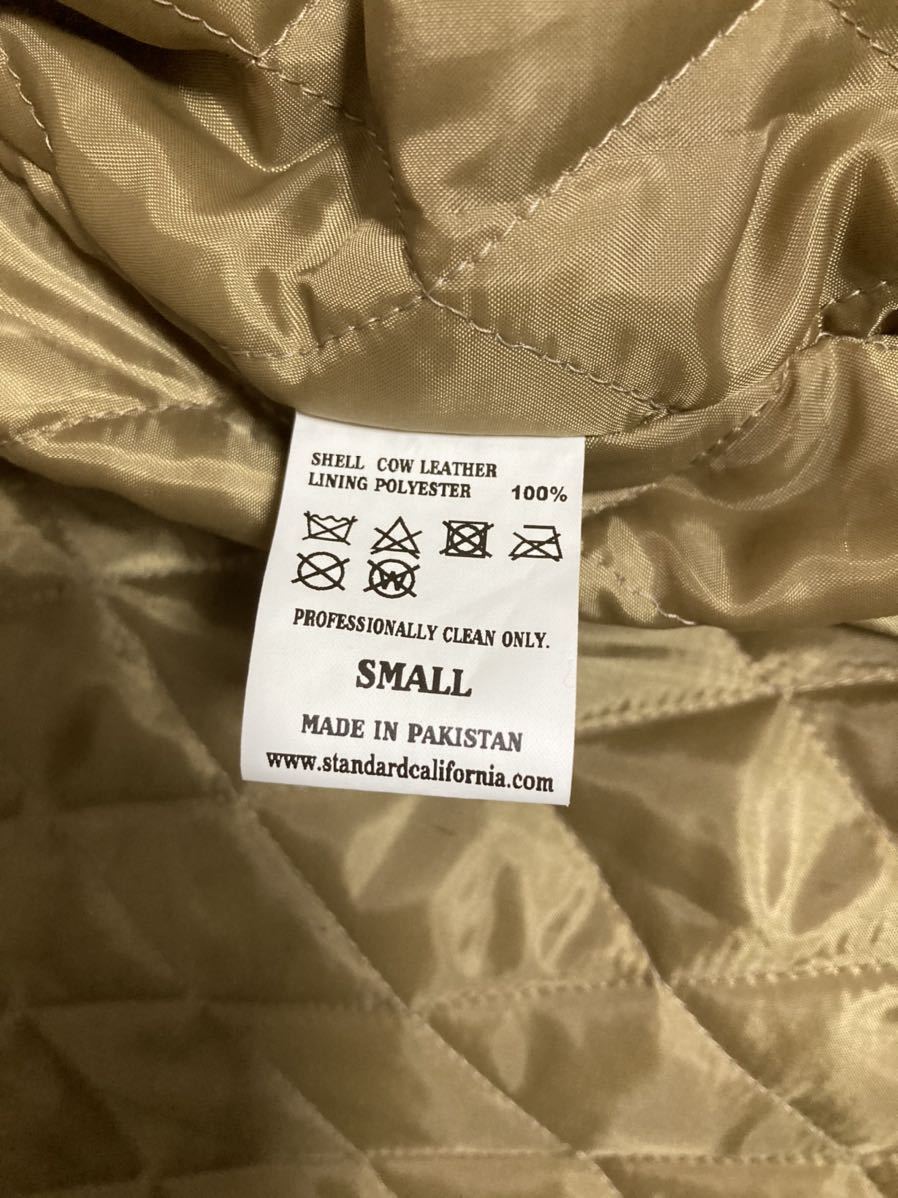 SHELL COW LEATHER
LINING POLYESTER 100%
W
PROFESSIONALLY CLEAN ONLY.
SMALL
MADE IN PAKISTAN
www.standardcalifornia.com